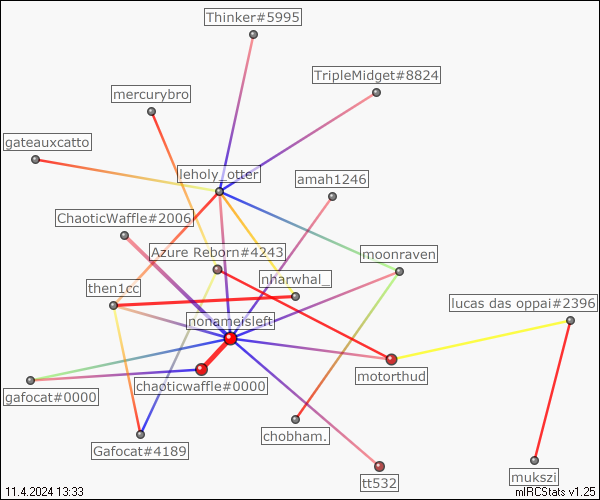 Thinker#5995
TripleMidget#8824
mercurybro
gateauxcatto
leholy_otter
amah1246
ChaoticWaffle#2006
Azure Reborn#4243
moonraven
nharwhal_
then1cc
lucas das oppai#2396
nonameisleft
motorthud
chaoticwaffle#0000
gafocat#0000
chobham.
Gafocat#4189
mukszi
tt532
11.4.2024 13:33
mIRCStats v1.25